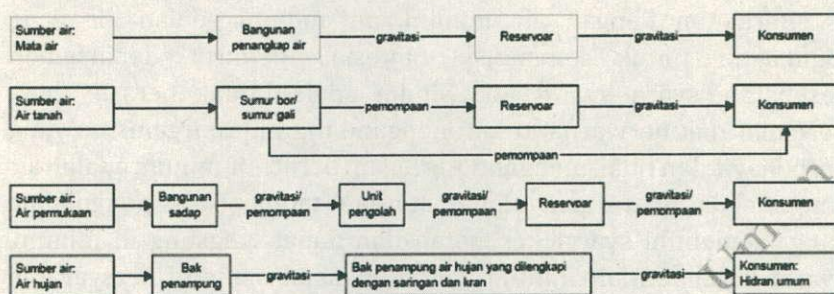 Sumber air:
Mata air
Bangunan
penangkap air
gravitasi
Reservoar
gravitasi
Konsumen
Sumber air:
Air tanah
Sumur bor/
sumur gali
pemompaan
Reservoar
gravitasi
Konsumen
pemompaan
Sumber air:
Air permukaan
Bangunan
sadap
gravitasi/
pemompaan
Unit
pengolah
gravitasi/
pemompaan
Reservoar
gravitasi/
pemompaan
Konsumen
Sumber air:
Air hujan
Bak
penampung
gravitasi
Bak penampung air hujan yang dilengkapi
dengan saringan dan kran
gravitasi
Konsumen:
Hidran umum